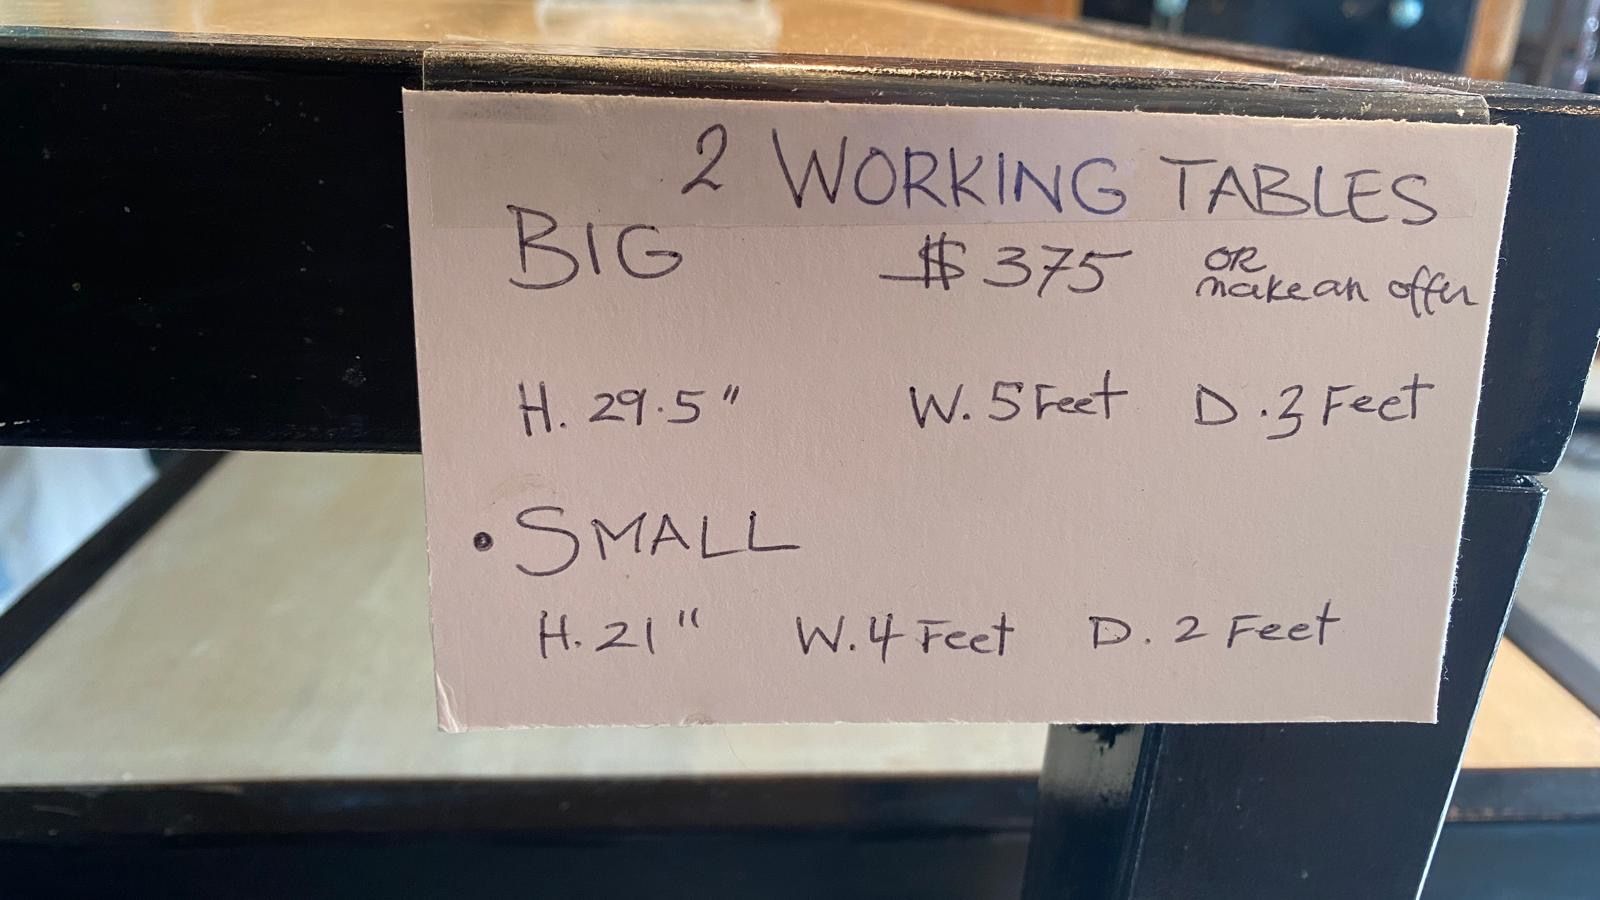 2 WORKING TABLES
BIG $375 OR make an offer
H. 29.5" W. 5 Feet D. 3 Feet
• SMALL
H. 21" W. 4 Feet D. 2 Feet